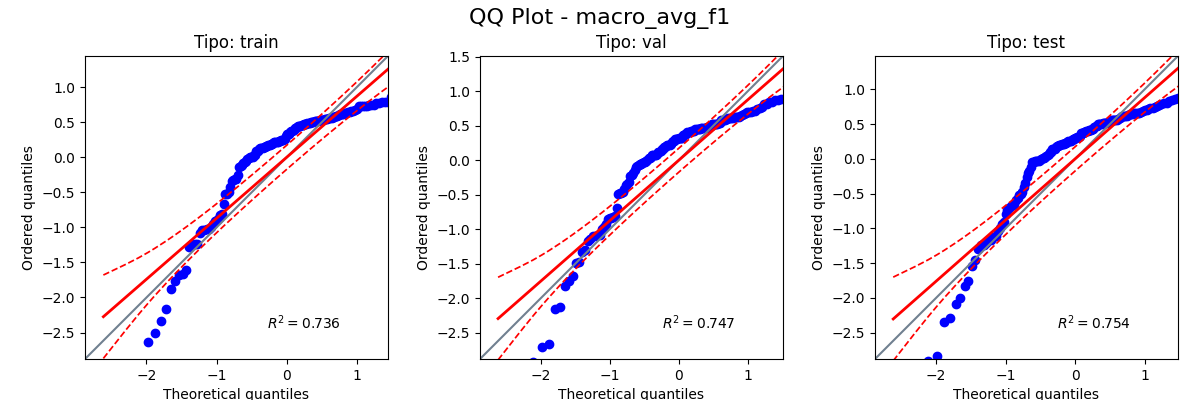 QQ Plot - macro_avg_f1
Tipo: train
Tipo: val
Tipo: test
Ordered quantiles
1.0
0.5
0.0
−0.5
−1.0
−1.5
−2.0
−2.5
R² = 0.736
−2
−1
0
1
Theoretical quantiles
Ordered quantiles
1.5
1.0
0.5
0.0
−0.5
−1.0
−1.5
−2.0
−2.5
R² = 0.747
−2
−1
0
1
Theoretical quantiles
Ordered quantiles
1.0
0.5
0.0
−0.5
−1.0
−1.5
−2.0
−2.5
R² = 0.754
−2
−1
0
1
Theoretical quantiles